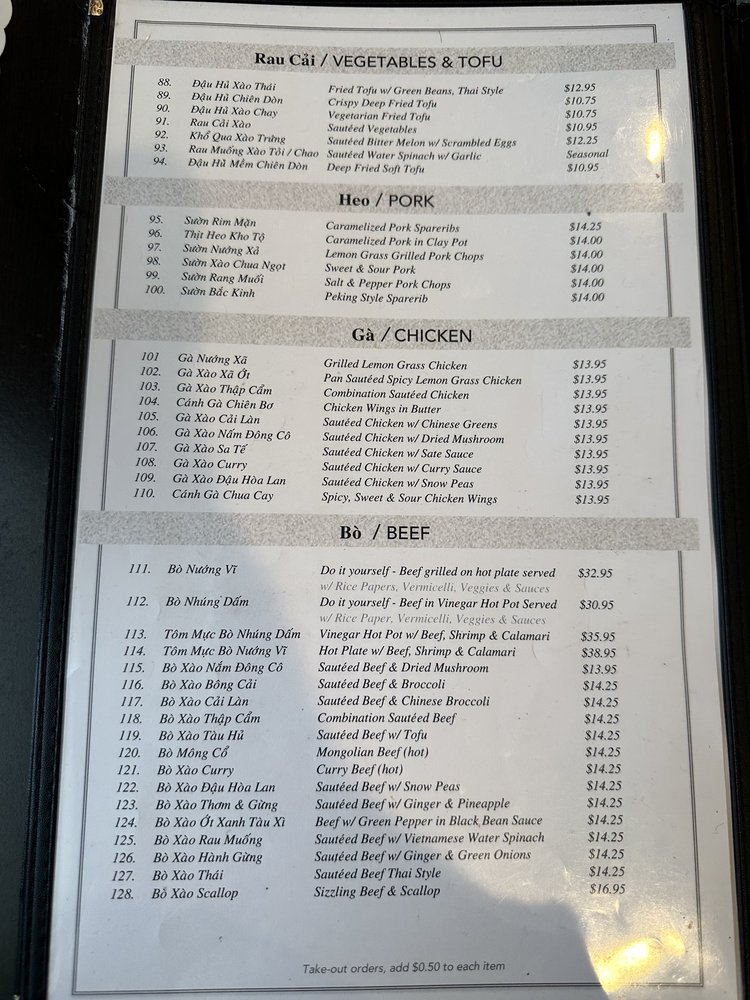 Rau Cải / VEGETABLES & TOFU
88. Đậu Hủ Xào Thái Fried Tofu w/ Green Beans, Thai Style $12.95
89. Đậu Hủ Chiên Dòn Crispy Deep Fried Tofu $10.75
90. Đậu Hủ Xào Chay Vegetarian Fried Tofu $10.75
91. Rau Cải Xào Sautéed Vegetables $10.95
92. Khổ Qua Xào Trứng Sautéed Bitter Melon w/ Scrambled Eggs $12.25
93. Rau Muống Xào Tỏi / Chao Sautéed Water Spinach w/ Garlic Seasonal
94. Đậu Hủ Mềm Chiên Dòn Deep Fried Soft Tofu $10.95
Heo / PORK
95. Sườn Rim Mặn Caramelized Pork Spareribs $14.25
96. Thịt Heo Kho Tộ Caramelized Pork in Clay Pot $14.00
97. Sườn Nướng Xả Lemon Grass Grilled Pork Chops $14.00
98. Sườn Xào Chua Ngọt Sweet & Sour Pork $14.00
99. Sườn Rang Muối Salt & Pepper Pork Chops $14.00
100. Sườn Bắc Kinh Peking Style Sparerib $14.00
Gà / CHICKEN
101 Gà Nướng Xã Grilled Lemon Grass Chicken $13.95
102. Gà Xào Xã Ớt Pan Sautéed Spicy Lemon Grass Chicken $13.95
103. Gà Xào Thập Cẩm Combination Sautéed Chicken $13.95
104. Cánh Gà Chiên Bơ Chicken Wings in Butter $13.95
105. Gà Xào Cải Làn Sautéed Chicken w/ Chinese Greens $13.95
106. Gà Xào Nấm Đông Cô Sautéed Chicken w/ Dried Mushroom $13.95
107. Gà Xào Sa Tế Sautéed Chicken w/ Sate Sauce $13.95
108. Gà Xào Curry Sautéed Chicken w/ Curry Sauce $13.95
109. Gà Xào Đậu Hòa Lan Sautéed Chicken w/ Snow Peas $13.95
110. Cánh Gà Chua Cay Spicy, Sweet & Sour Chicken Wings $13.95
Bò / BEEF
111. Bò Nướng Vĩ Do it yourself - Beef grilled on hot plate served $32.95
w/ Rice Papers, Vermicelli, Veggies & Sauces
112. Bò Nhúng Dấm Do it yourself - Beef in Vinegar Hot Pot Served $30.95
w/ Rice Paper, Vermicelli, Veggies & Sauces
113. Tôm Mực Bò Nhúng Dấm Vinegar Hot Pot w/ Beef, Shrimp & Calamari $35.95
114. Tôm Mực Bò Nướng Vĩ Hot Plate w/ Beef, Shrimp & Calamari $38.95
115. Bò Xào Nấm Đông Cô Sautéed Beef & Dried Mushroom $13.95
116. Bò Xào Bông Cải Sautéed Beef & Broccoli $14.25
117. Bò Xào Cải Làn Sautéed Beef & Chinese Broccoli $14.25
118. Bò Xào Thập Cẩm Combination Sautéed Beef $14.25
119. Bò Xào Tàu Hủ Sautéed Beef w/ Tofu $14.25
120. Bò Mông Cổ Mongolian Beef (hot) $14.25
121. Bò Xào Curry Curry Beef (hot) $14.25
122. Bò Xào Đậu Hòa Lan Sautéed Beef w/ Snow Peas $14.25
123. Bò Xào Thơm & Gừng Sautéed Beef w/ Ginger & Pineapple $14.25
124. Bò Xào Ớt Xanh Tàu Xì Beef w/ Green Pepper in Black Bean Sauce $14.25
125. Bò Xào Rau Muống Sautéed Beef w/ Vietnamese Water Spinach $14.25
126. Bò Xào Hành Gừng Sautéed Beef w/ Ginger & Green Onions $14.25
127. Bò Xào Thái Sautéed Beef Thai Style $14.25
128. Bò Xào Scallop Sizzling Beef & Scallop $16.95
Take-out orders, add $0.50 to each item